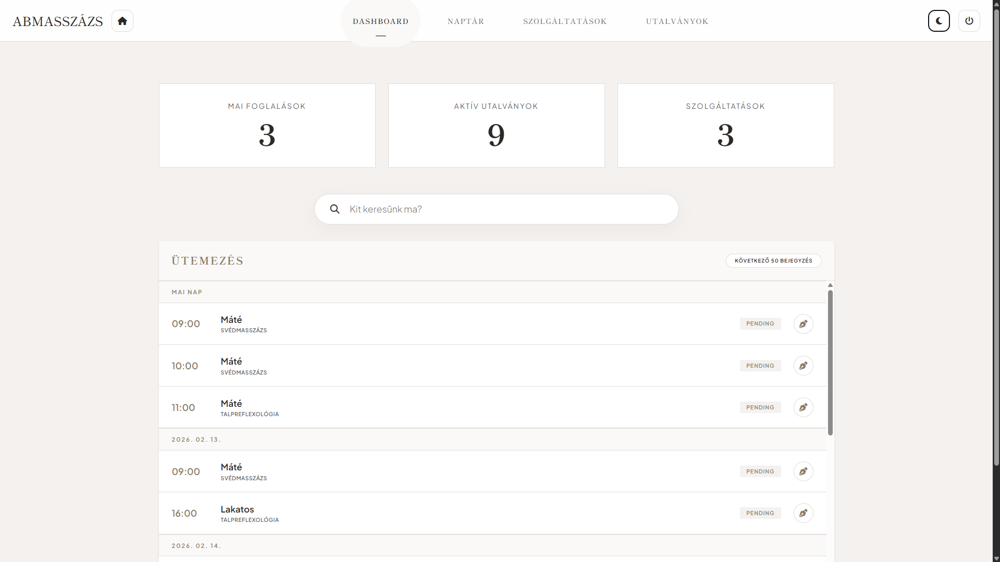 ABMASSZÁZS
DASHBOARD
NAPTÁR
SZOLGÁLTATÁSOK
UTALVÁNYOK
MAI FOGLALÁSOK
3
AKTÍV UTALVÁNYOK
9
SZOLGÁLTATÁSOK
3
Kit keresünk ma?
ÜTEMEZÉS
KÖVETKEZŐ 50 BEJEGYZÉS
MAI NAP
09:00
Máté
SVÉDMASSZÁZS
PENDING
10:00
Máté
SVÉDMASSZÁZS
PENDING
11:00
Máté
TALPREFLEXOLÓGIA
PENDING
2026. 02. 13.
09:00
Máté
SVÉDMASSZÁZS
PENDING
16:00
Lakatos
TALPREFLEXOLÓGIA
PENDING
2026. 02. 14.